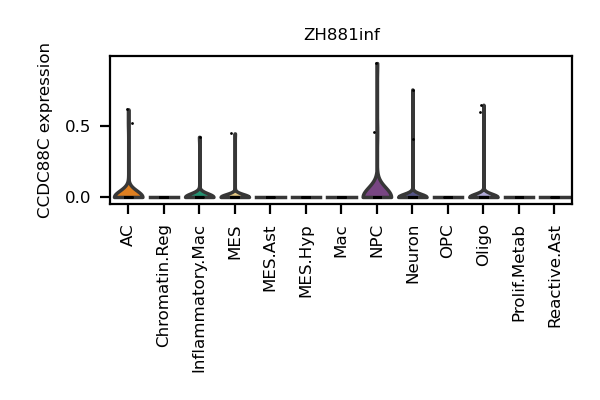 ZH881inf
CCDC88C expression
0.5
0.0
AC
Chromatin.Reg
Inflammatory.Mac
MES
MES.Ast
MES.Hyp
Mac
NPC
Neuron
OPC
Oligo
Prolif.Metab
Reactive.Ast